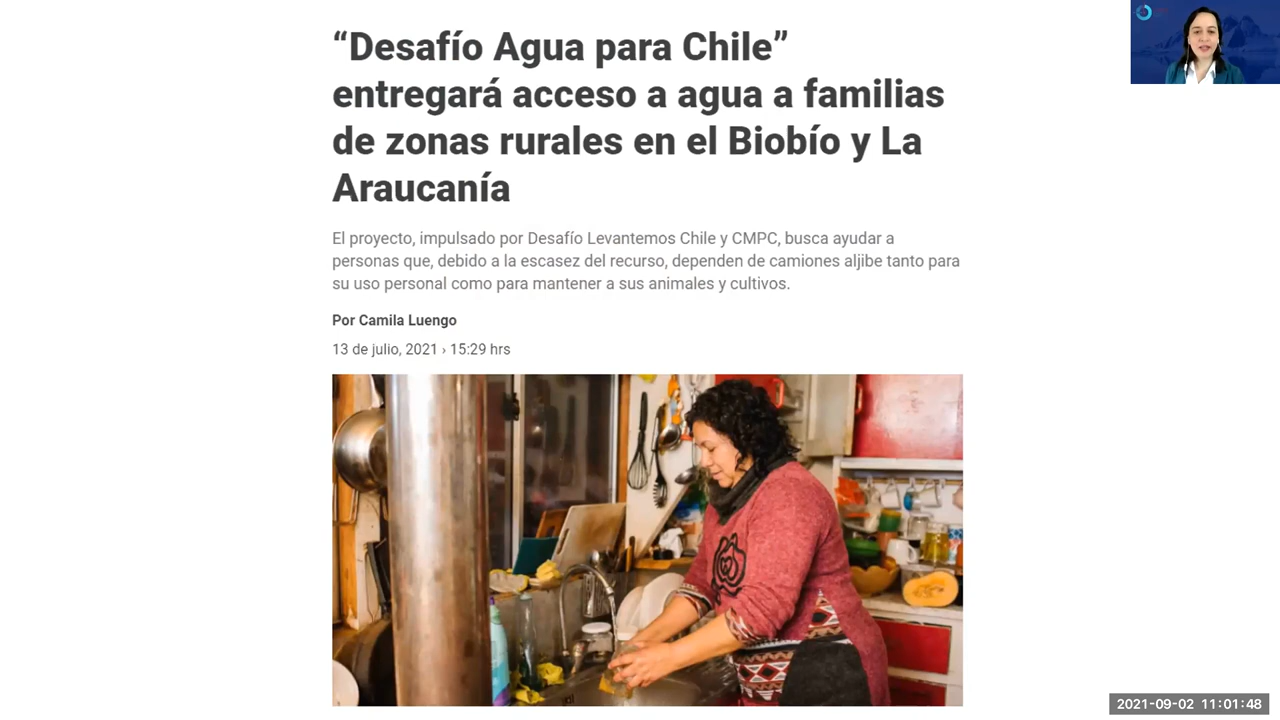 “Desafío Agua para Chile”
entregará acceso a agua a familias
de zonas rurales en el Biobío y La
Araucanía
El proyecto, impulsado por Desafío Levantemos Chile y CMPC, busca ayudar a
personas que, debido a la escasez del recurso, dependen de camiones aljibe tanto para
su uso personal como para mantener a sus animales y cultivos.
Por Camila Luengo
13 de julio, 2021 › 15:29 hrs
2021-09-02 11:01:48